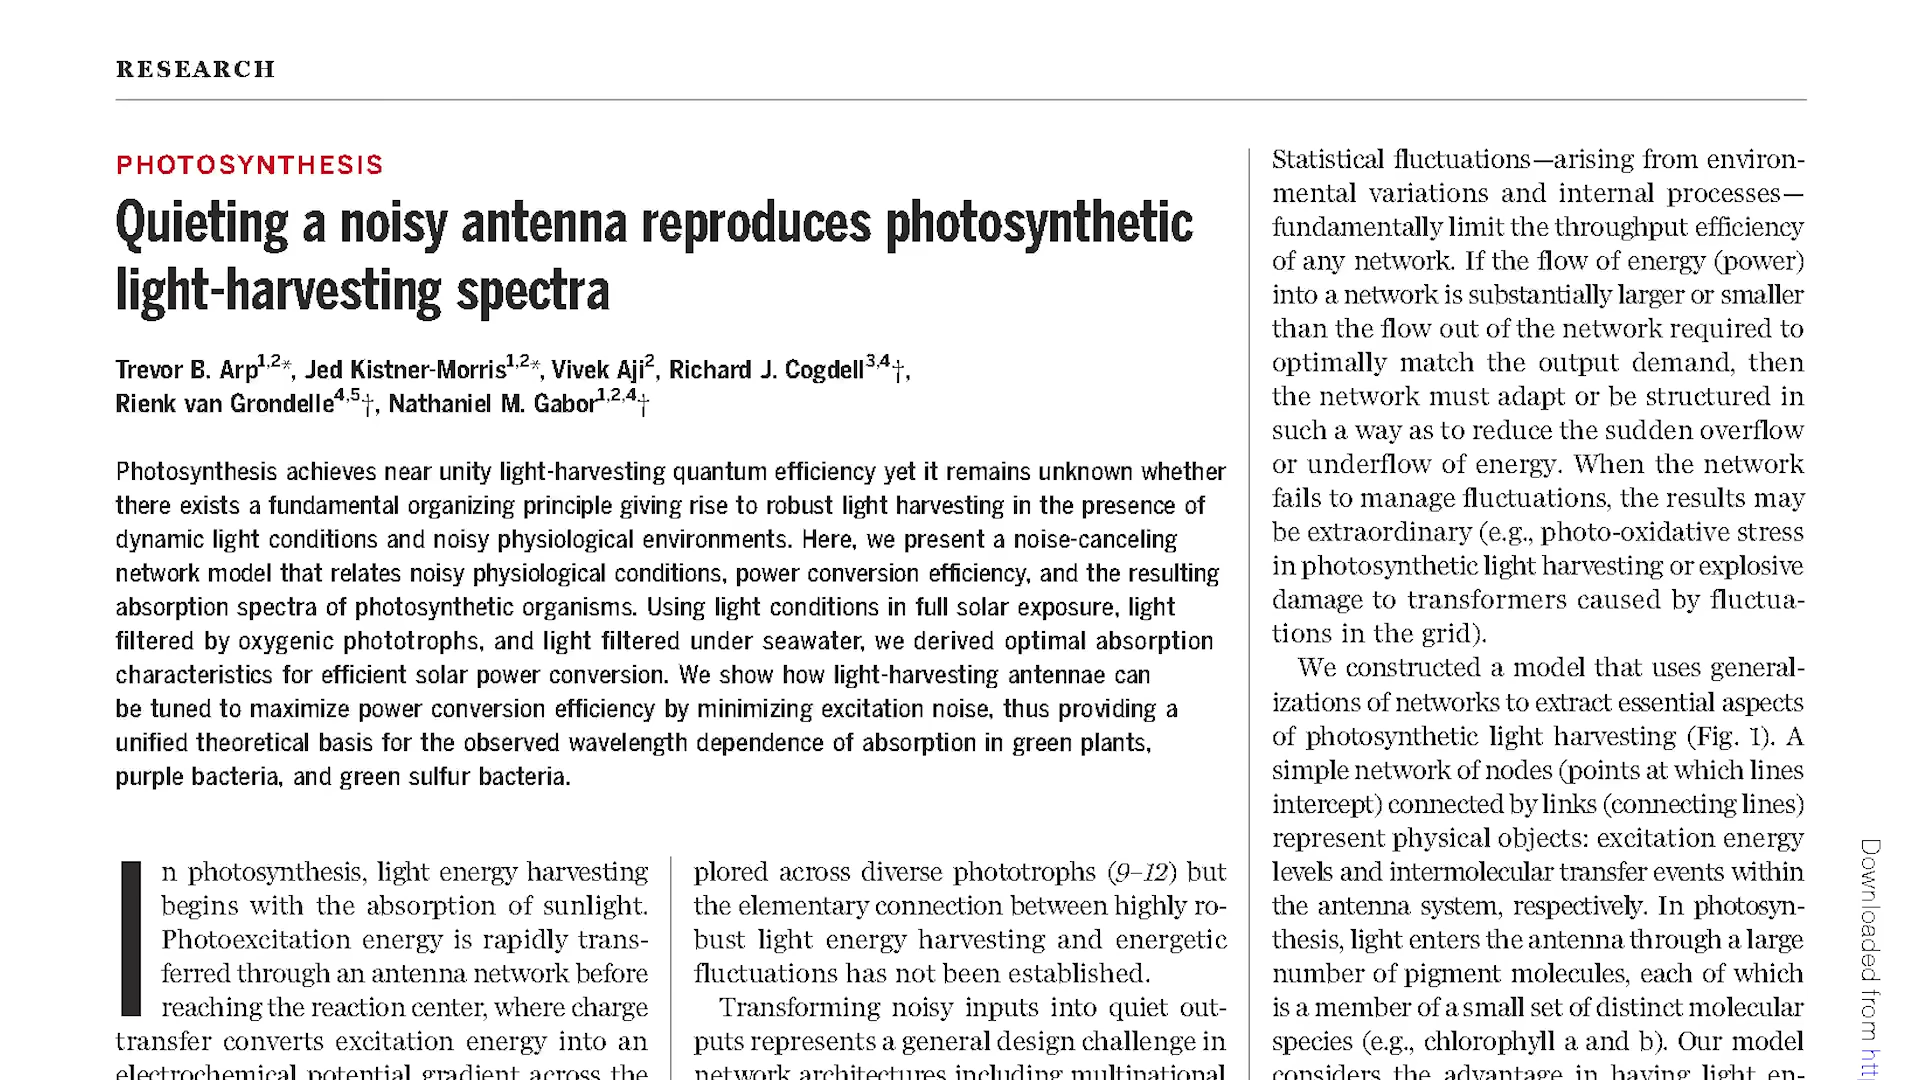 RESEARCH
PHOTOSYNTHESIS
Quieting a noisy antenna reproduces photosynthetic
light-harvesting spectra
Trevor B. Arp1,2*, Jed Kistner-Morris1,2*, Vivek Aji2, Richard J. Cogdell3,4†,
Rienk van Grondelle4,5†, Nathaniel M. Gabor1,2,4†
Photosynthesis achieves near unity light-harvesting quantum efficiency yet it remains unknown whether
there exists a fundamental organizing principle giving rise to robust light harvesting in the presence of
dynamic light conditions and noisy physiological environments. Here, we present a noise-canceling
network model that relates noisy physiological conditions, power conversion efficiency, and the resulting
absorption spectra of photosynthetic organisms. Using light conditions in full solar exposure, light
filtered by oxygenic phototrophs, and light filtered under seawater, we derived optimal absorption
characteristics for efficient solar power conversion. We show how light-harvesting antennae can
be tuned to maximize power conversion efficiency by minimizing excitation noise, thus providing a
unified theoretical basis for the observed wavelength dependence of absorption in green plants,
purple bacteria, and green sulfur bacteria.
In photosynthesis, light energy harvesting
begins with the absorption of sunlight.
Photoexcitation energy is rapidly trans-
ferred through an antenna network before
reaching the reaction center, where charge
transfer converts excitation energy into an
electrochemical potential gradient across the
plored across diverse phototrophs (9–12) but
the elementary connection between highly ro-
bust light energy harvesting and energetic
fluctuations has not been established.
Transforming noisy inputs into quiet out-
puts represents a general design challenge in
network architectures including multinational
Statistical fluctuations—arising from environ-
mental variations and internal processes—
fundamentally limit the throughput efficiency
of any network. If the flow of energy (power)
into a network is substantially larger or smaller
than the flow out of the network required to
optimally match the output demand, then
the network must adapt or be structured in
such a way as to reduce the sudden overflow
or underflow of energy. When the network
fails to manage fluctuations, the results may
be extraordinary (e.g., photo-oxidative stress
in photosynthetic light harvesting or explosive
damage to transformers caused by fluctua-
tions in the grid).
We constructed a model that uses general-
izations of networks to extract essential aspects
of photosynthetic light harvesting (Fig. 1). A
simple network of nodes (points at which lines
intercept) connected by links (connecting lines)
represent physical objects: excitation energy
levels and intermolecular transfer events within
the antenna system, respectively. In photosyn-
thesis, light enters the antenna through a large
number of pigment molecules, each of which
is a member of a small set of distinct molecular
species (e.g., chlorophyll a and b). Our model
considers the advantage in having light en-
Downloaded from htt